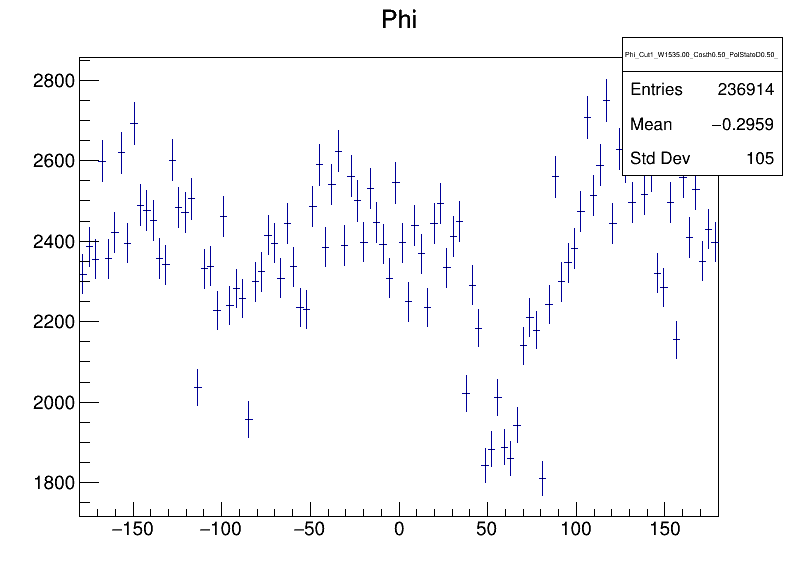 Phi
Phi_Cut1_W1535.00_Costh0.50_PolStateD0.50_
Entries 236914
Mean −0.2959
Std Dev 105
2800
2600
2400
2200
2000
1800
−150 −100 −50 0 50 100 150